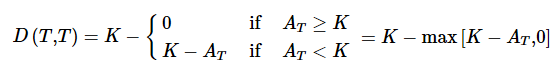 D (T,T) = K − { 0 if A_T ≥ K
K − A_T if A_T < K = K − max [K − A_T,0]